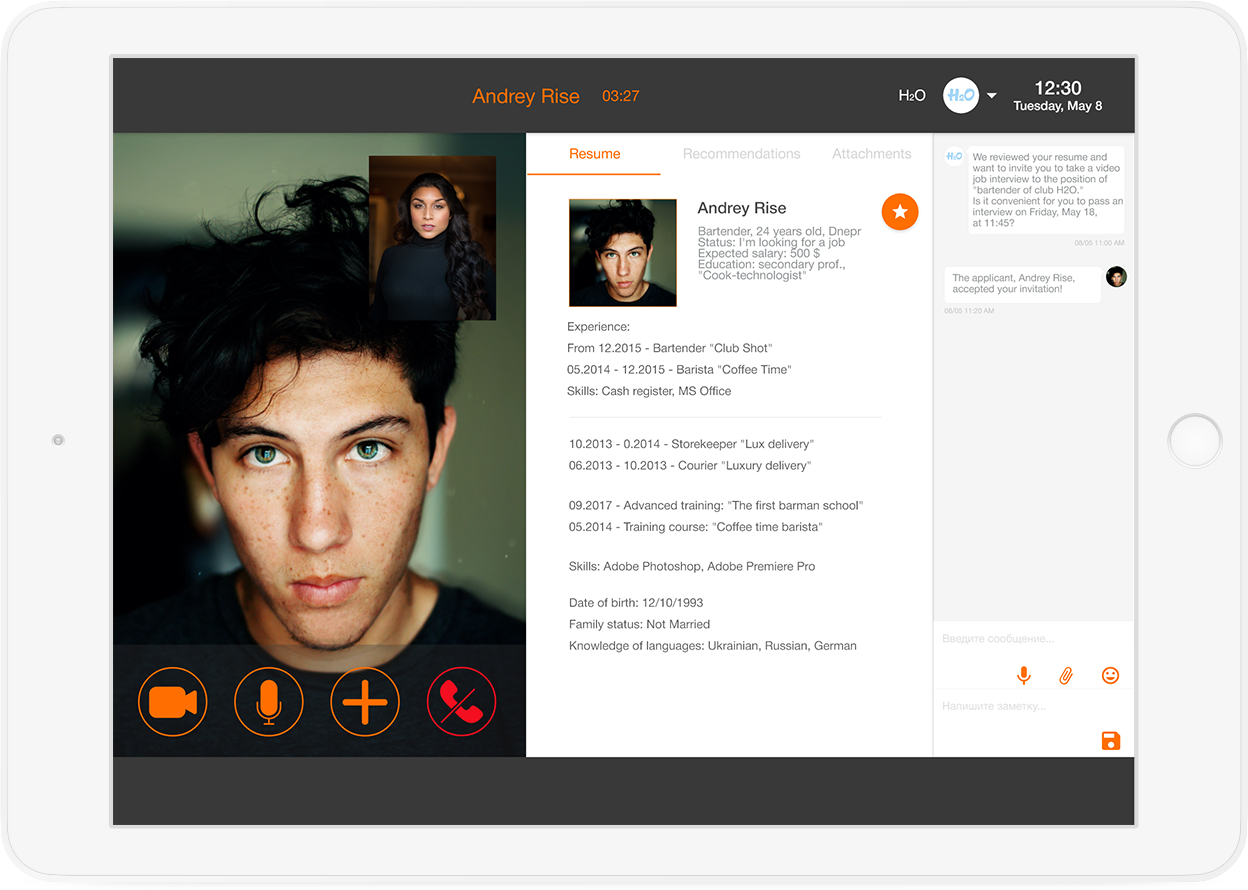 Andrey Rise 03:27
H₂O
H₂O
12:30
Tuesday, May 8
Resume
Recommendations
Attachments
Andrey Rise
Bartender, 24 years old, Dnepr
Status: I'm looking for a job
Expected salary: 500 $
Education: secondary prof.,
"Cook-technologist"
Experience:
From 12.2015 - Bartender "Club Shot"
05.2014 - 12.2015 - Barista "Coffee Time"
Skills: Cash register, MS Office
10.2013 - 0.2014 - Storekeeper "Lux delivery"
06.2013 - 10.2013 - Courier "Luxury delivery"
09.2017 - Advanced training: "The first barman school"
05.2014 - Training course: "Coffee time barista"
Skills: Adobe Photoshop, Adobe Premiere Pro
Date of birth: 12/10/1993
Family status: Not Married
Knowledge of languages: Ukrainian, Russian, German
H₂O
We reviewed your resume and
want to invite you to take a video
job interview to the position of
"bartender of club H2O."
Is it convenient for you to pass an
interview on Friday, May 18,
at 11:45?
08/05 11:00 AM
The applicant, Andrey Rise,
accepted your invitation!
08/05 11:20 AM
Введите сообщение...
Напишите заметку...